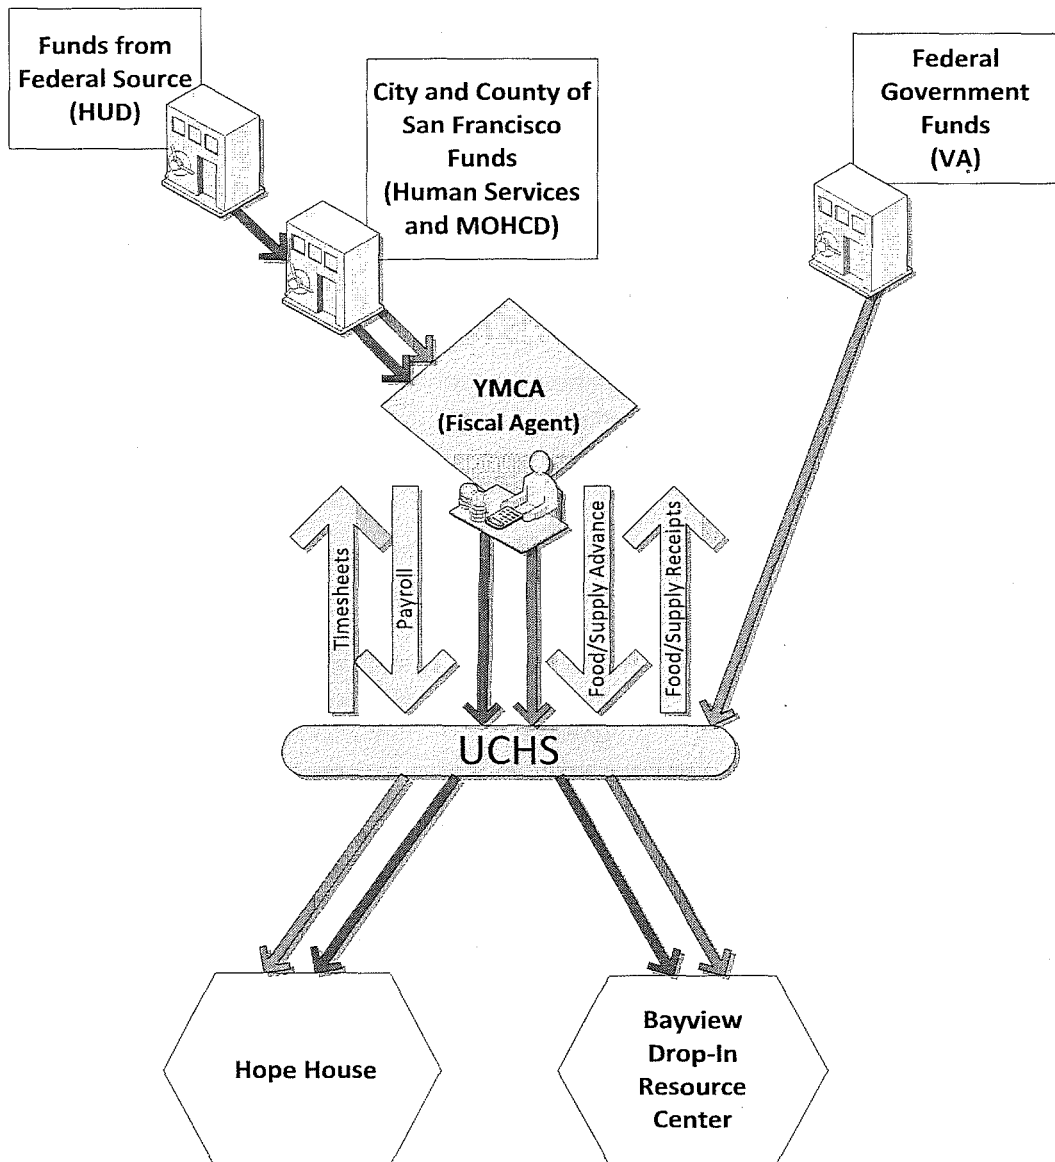 Funds from
Federal Source
(HUD)
City and County of
San Francisco
Funds
(Human Services
and MOHCD)
Federal
Government
Funds
(VA)
YMCA
(Fiscal Agent)
Timesheets
Payroll
Food/Supply Advance
Food/Supply Receipts
UCHS
Hope House
Bayview
Drop-In
Resource
Center